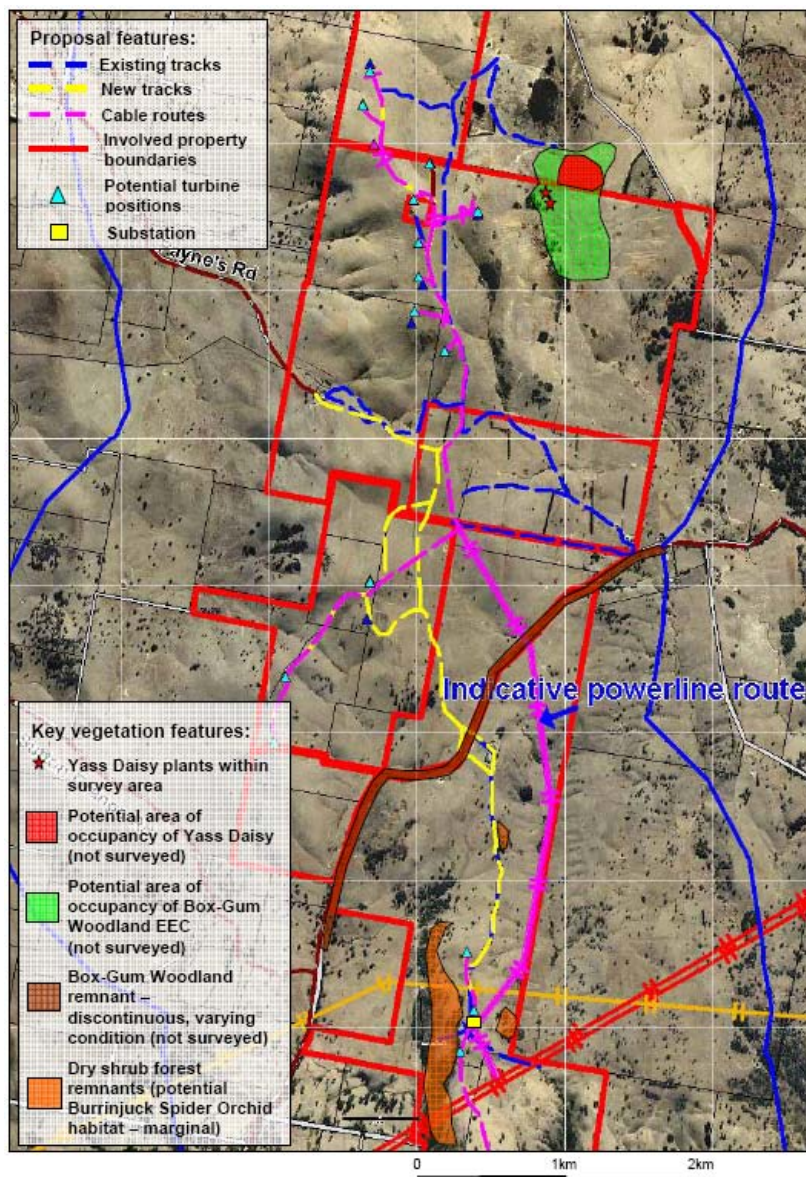 Proposal features:
Existing tracks
New tracks
Cable routes
Involved property
boundaries
Potential turbine
positions
Substation
ayne's Rd
Indicative powerline route
Key vegetation features:
Yass Daisy plants within
survey area
Potential area of
occupancy of Yass Daisy
(not surveyed)
Potential area of
occupancy of Box-Gum
Woodland EEC
(not surveyed)
Box-Gum Woodland
remnant –
discontinuous, varying
condition (not surveyed)
Dry shrub forest
remnants (potential
Burrinjuck Spider Orchid
habitat – marginal)
0 1km 2km